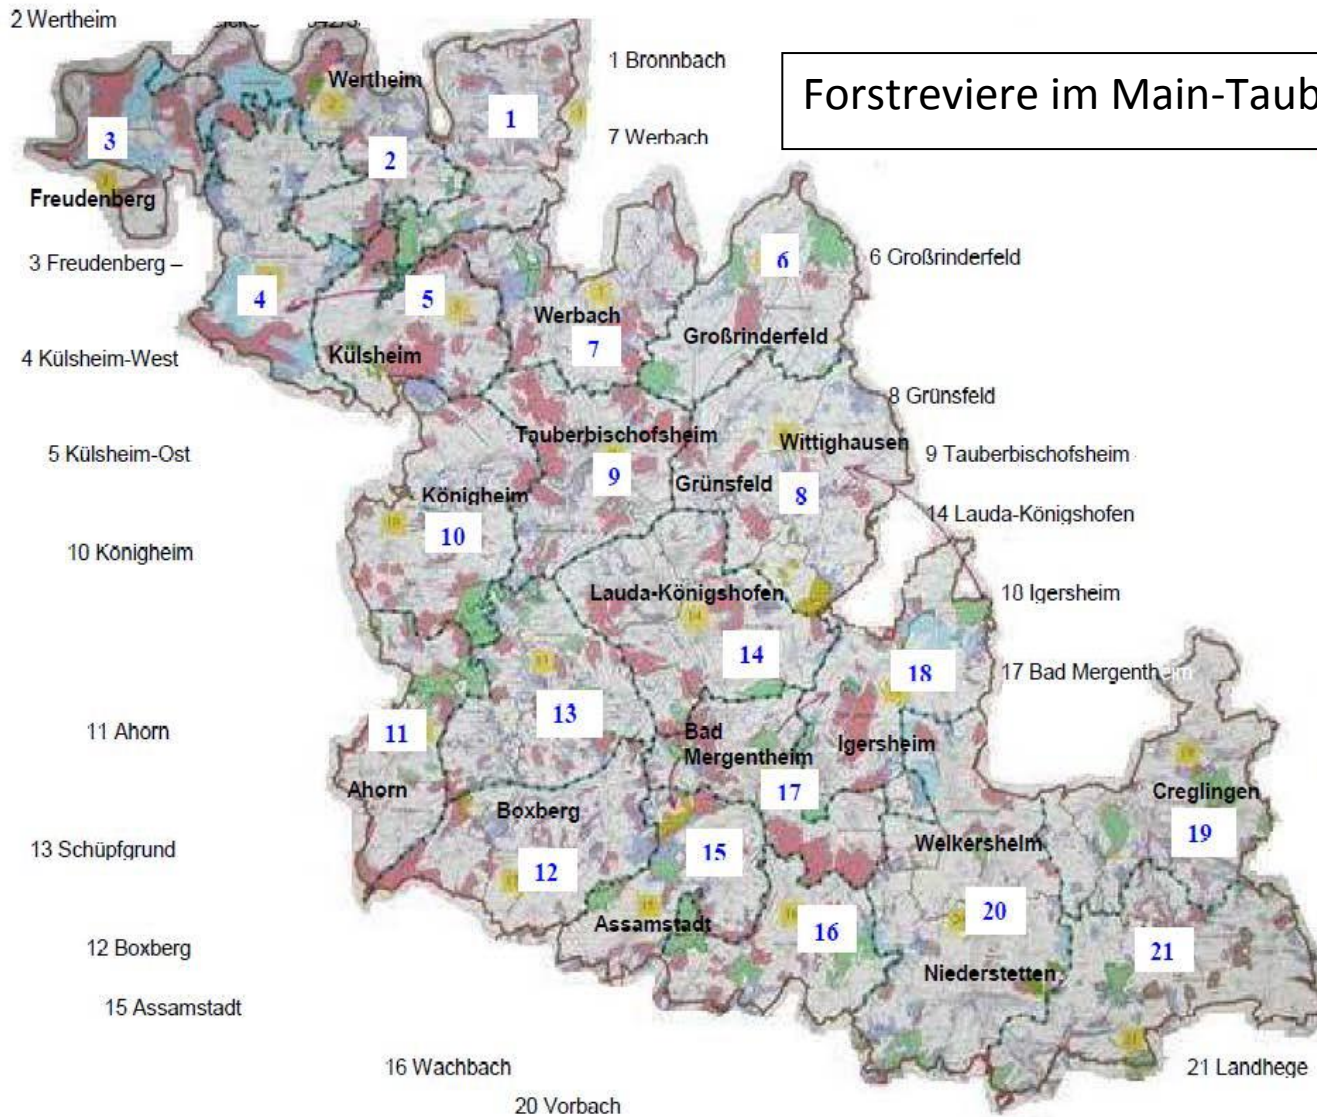 2 Wertheim
1 Bronnbach
Forstreviere im Main-Taub
Wertheim
1
3
7 Werbach
2
Freudenberg
3 Freudenberg –
6
6 Großrinderfeld
4
5
Werbach
Großrinderfeld
7
4 Külsheim-West
Külsheim
8 Grünsfeld
Tauberbischofsheim
Wittighausen
5 Külsheim-Ost
9 Tauberbischofsheim
9
Grünsfeld
8
Königheim
14 Lauda-Königshofen
10
10 Königheim
Lauda-Königshofen
18 Igersheim
14
18
17 Bad Mergentheim
13
11 Ahorn
11
Bad
Mergentheim
Igersheim
Ahorn
17
Creglingen
Boxberg
19
13 Schüpfgrund
Welkersheim
15
12
20
Assamstadt
16
12 Boxberg
21
Niederstetten
15 Assamstadt
16 Wachbach
21 Landhege
20 Vorbach